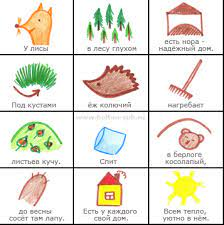 У лисы
в лесу глухом
есть нора -
надёжный дом.
Под кустами
ёж колючий
нагребает
листьев кучу.
Спит
в берлоге
косолапый,
до весны
сосёт там лапу.
Есть у каждого
свой дом.
Всем тепло,
уютно в нём.